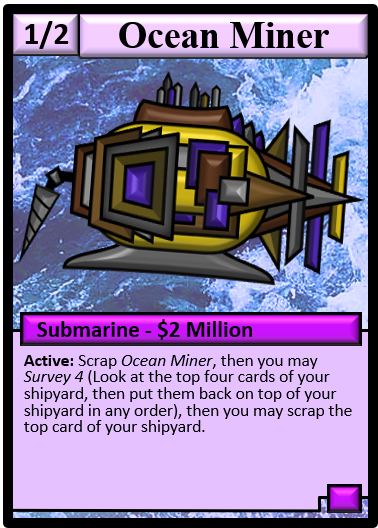 1/2 Ocean Miner
Submarine - $2 Million
Active: Scrap Ocean Miner, then you may
Survey 4 (Look at the top four cards of your
shipyard, then put them back on top of your
shipyard in any order), then you may scrap the
top card of your shipyard.